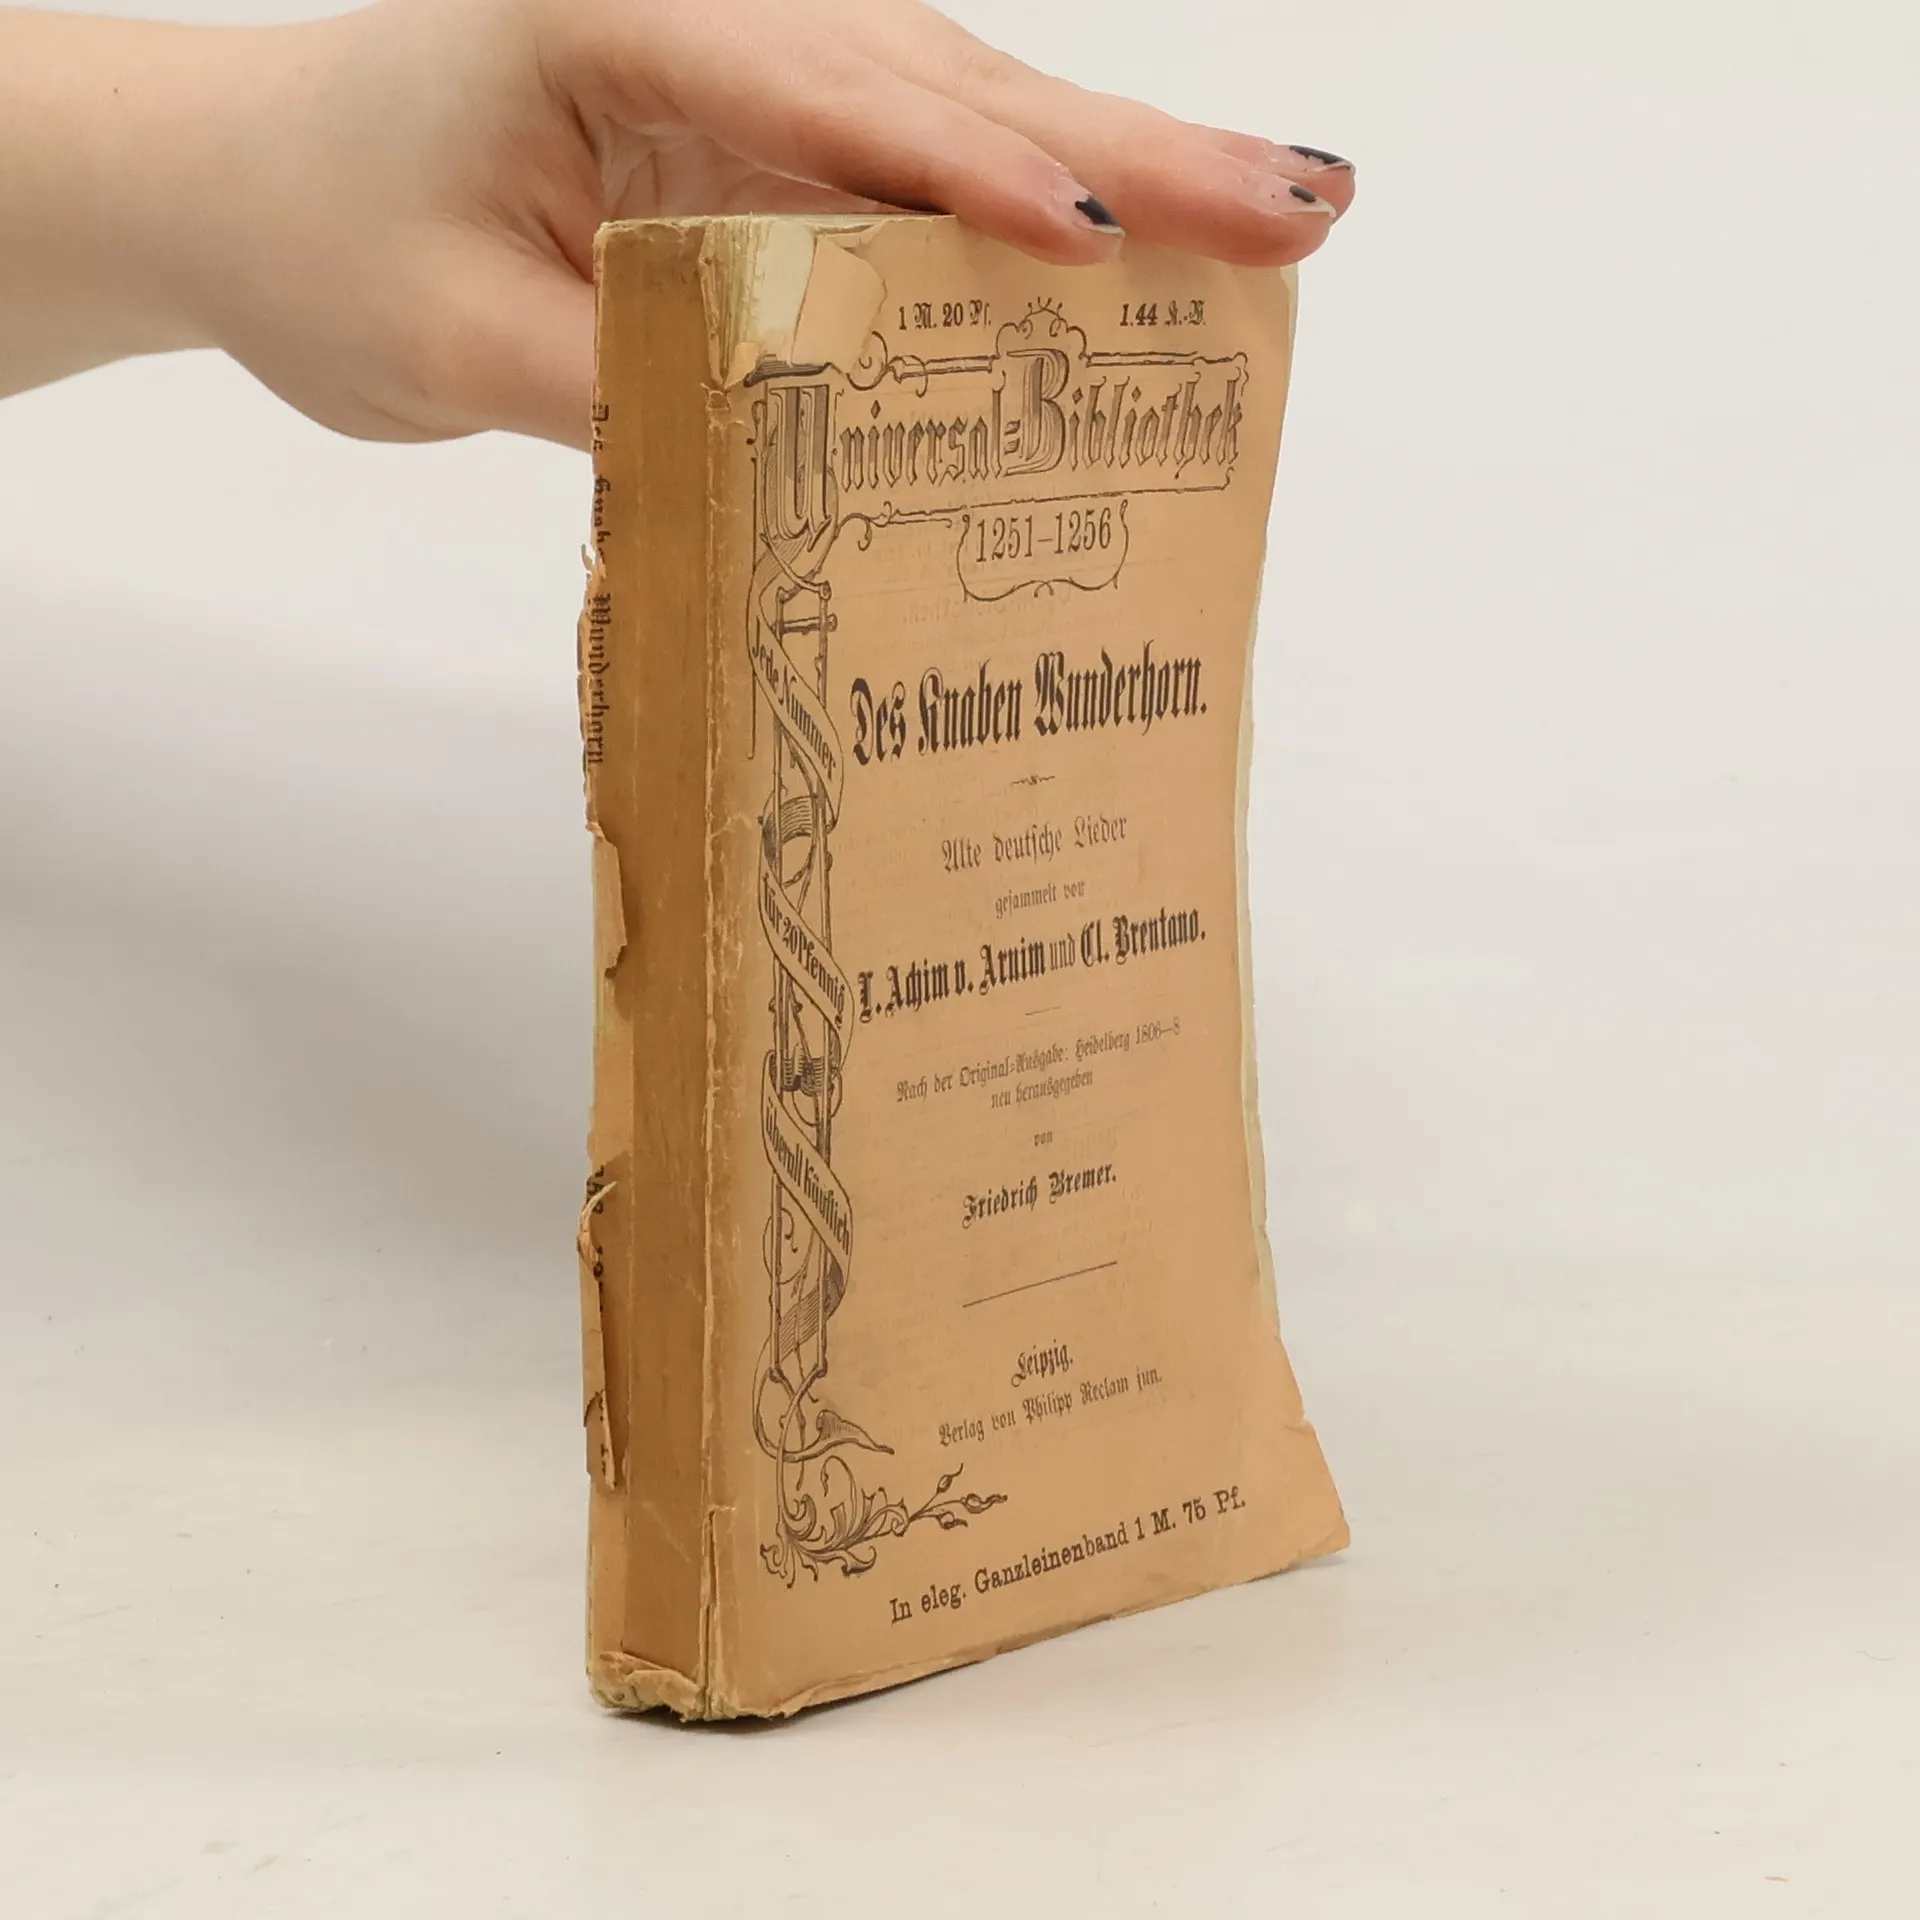 1 M. 20 Pf. 1.44 K.-W.
Universal-Bibliothek
1251–1256
Jede Nummer
für 20 Pfennig
überall käuflich
Des Knaben Wunderhorn.
Alte deutsche Lieder
gesammelt von
L. Achim v. Arnim und Cl. Brentano.
Nach der Original-Ausgabe: Heidelberg 1806–8
neu herausgegeben
von
Friedrich Bremer.
Leipzig.
Verlag von Philipp Reclam jun.
In eleg. Ganzleinenband 1 M. 75 Pf.
Des Knaben Wunderhorn